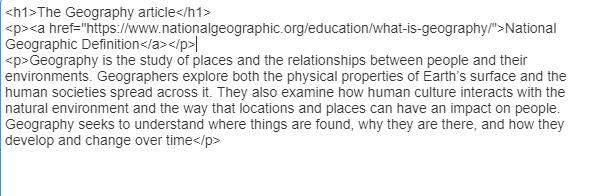 <h1>The Geography article</h1>
<p><a href="https://www.nationalgeographic.org/education/what-is-geography/">National
Geographic Definition</a></p>
<p>Geography is the study of places and the relationships between people and their
environments. Geographers explore both the physical properties of Earth's surface and the
human societies spread across it. They also examine how human culture interacts with the
natural environment and the way that locations and places can have an impact on people.
Geography seeks to understand where things are found, why they are there, and how they
develop and change over time</p>